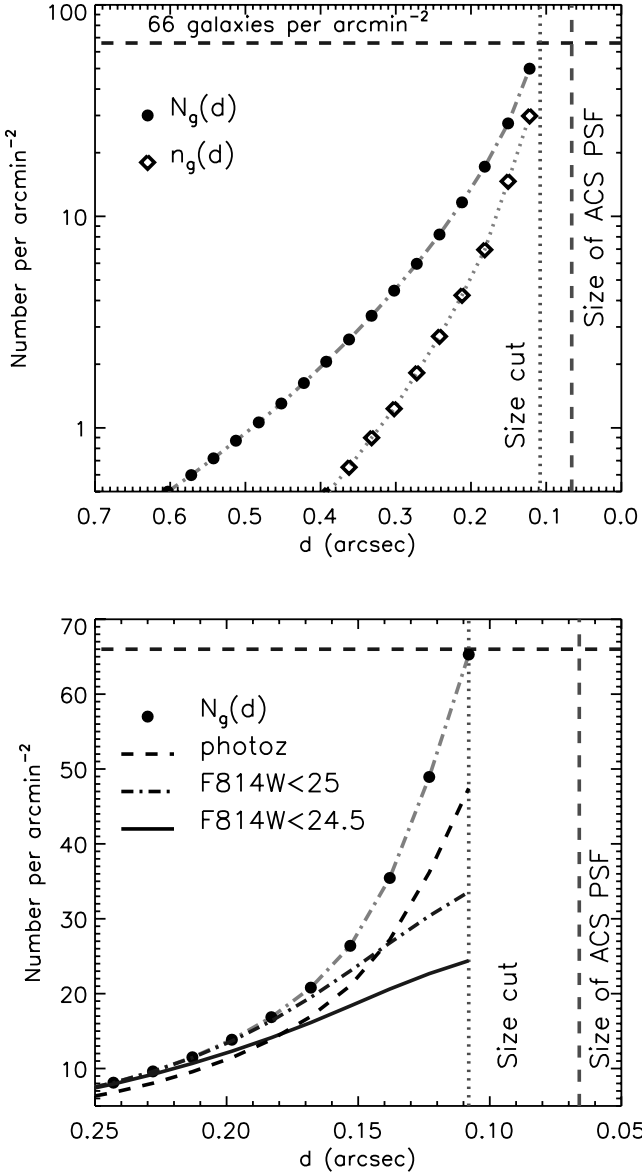 66 galaxies per arcmin⁻²
N_g(d)
n_g(d)
Size cut
Size of ACS PSF
Number per arcmin⁻²
100
10
1
0.7 0.6 0.5 0.4 0.3 0.2 0.1 0.0
d (arcsec)
N_g(d)
photoz
F814W<25
F814W<24.5
Size cut
Size of ACS PSF
Number per arcmin⁻²
70
60
50
40
30
20
10
0.25 0.20 0.15 0.10 0.05
d (arcsec)